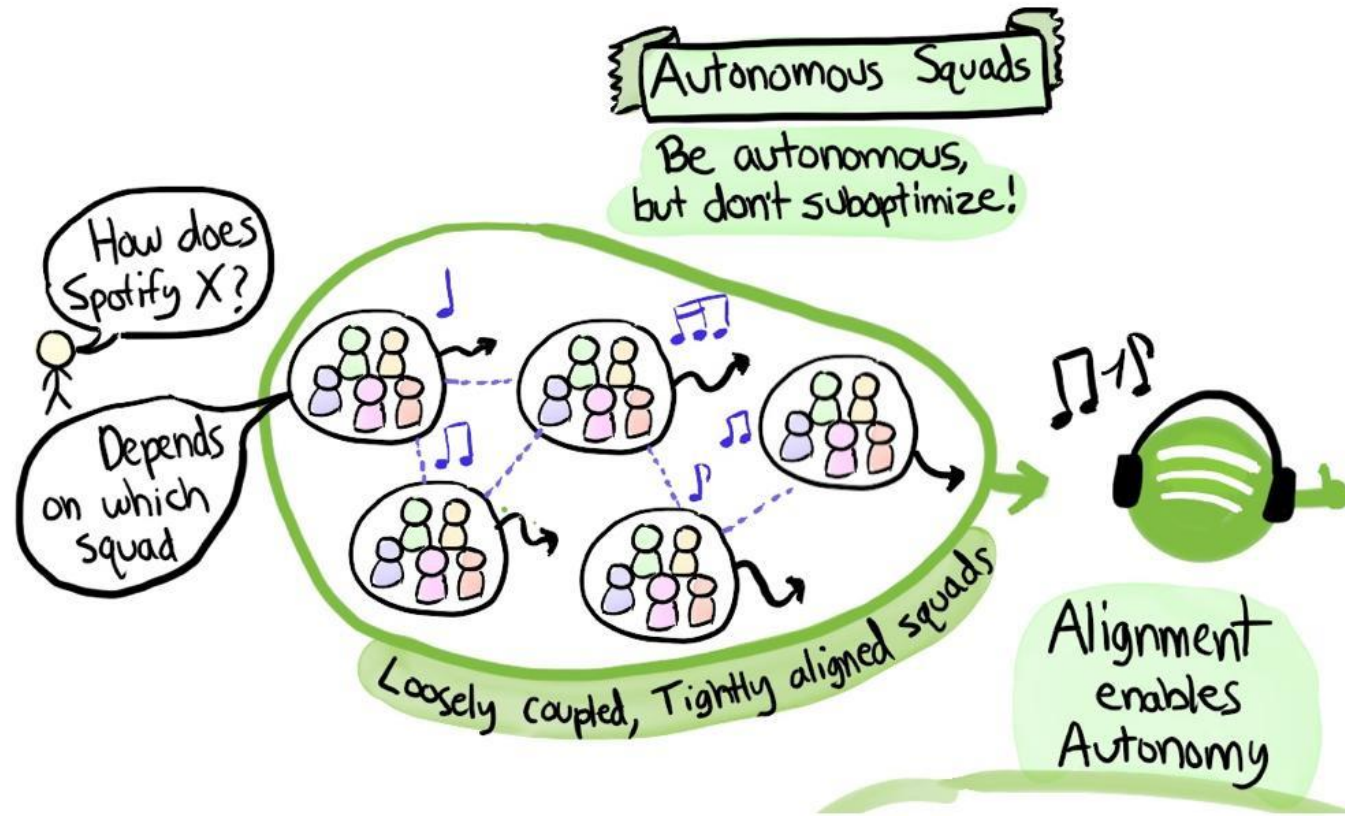 Autonomous Squads
Be autonomous,
but don't suboptimize!
How does
Spotify X?
Depends
on which
squad
Loosely coupled, Tightly aligned squads
Alignment
enables
Autonomy